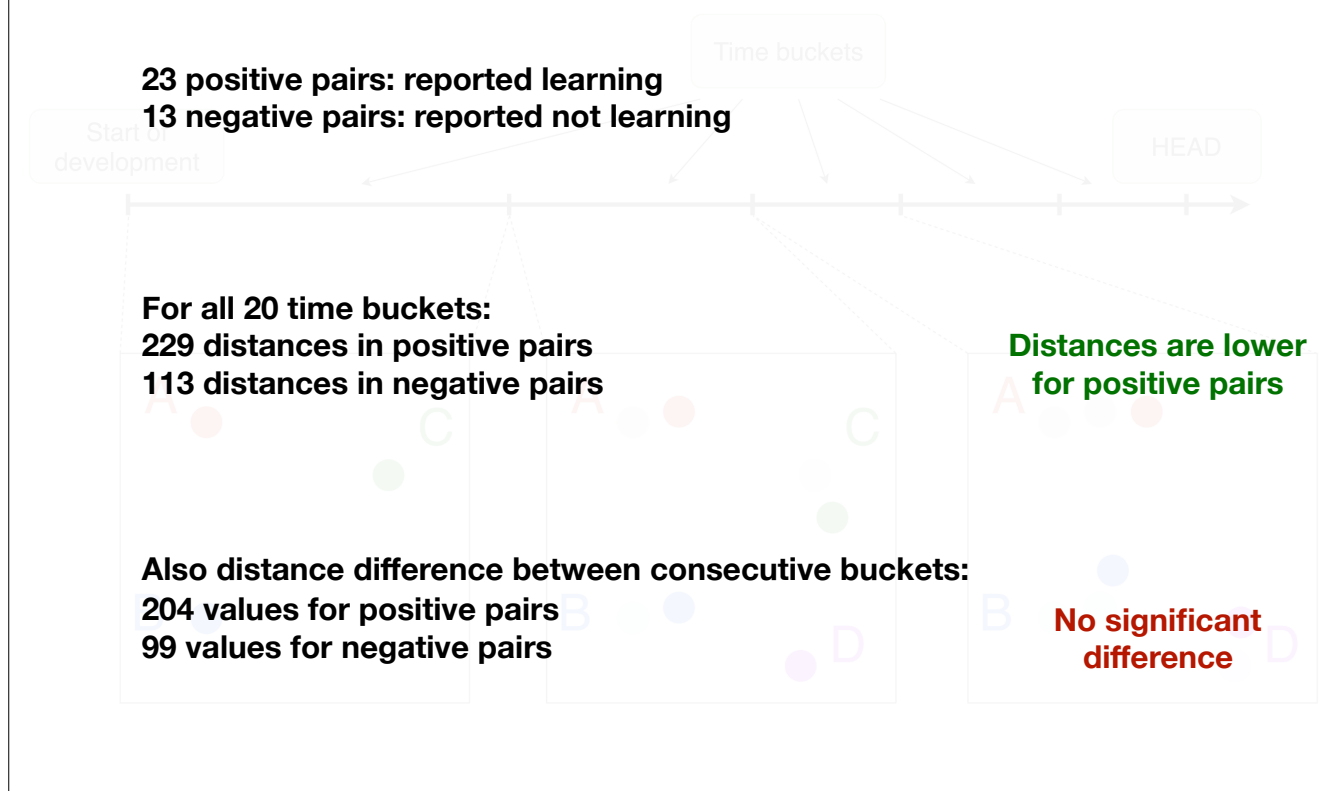 Time buckets
23 positive pairs: reported learning
13 negative pairs: reported not learning
Start of
development
HEAD
For all 20 time buckets:
229 distances in positive pairs
113 distances in negative pairs
Distances are lower
for positive pairs
A
C
A
C
A
Also distance difference between consecutive buckets:
204 values for positive pairs
99 values for negative pairs
No significant
difference
B
B
D
B
D